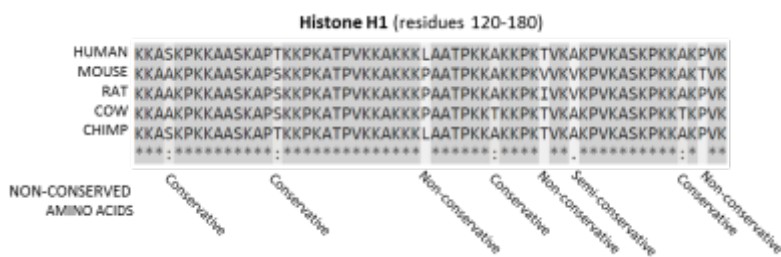 Histone H1 (residues 120-180)
HUMAN KKASKPKKAASKAPTKKPKATPVKKAKKKLAATPKKAKKPKTVKAKPVKASKPKKAKPVK
MOUSE KKAAKPKKAASKAPSKKPKATPVKKAKKKPAATPKKAKKPKVVKVKPVKASKPKKAKTVK
RAT KKAAKPKKAASKAPSKKPKATPVKKAKKKPAATPKKAKKPKIVKVKPVKASKPKKAKPVK
COW KKAAKPKKAASKAPSKKPKATPVKKAKKKPAATPKKTKKPKTVKAKPVKASKPKKTKPVK
CHIMP KKASKPKKAASKAPTKKPKATPVKKAKKKLAATPKKAKKPKTVKAKPVKASKPKKAKPVK
***:**********:************** ******:**** **.**********:* **
NON-CONSERVED
AMINO ACIDS
Conservative
Conservative
Non-conservative
Conservative
Non-conservative
Semi-conservative
Conservative
Non-conservative